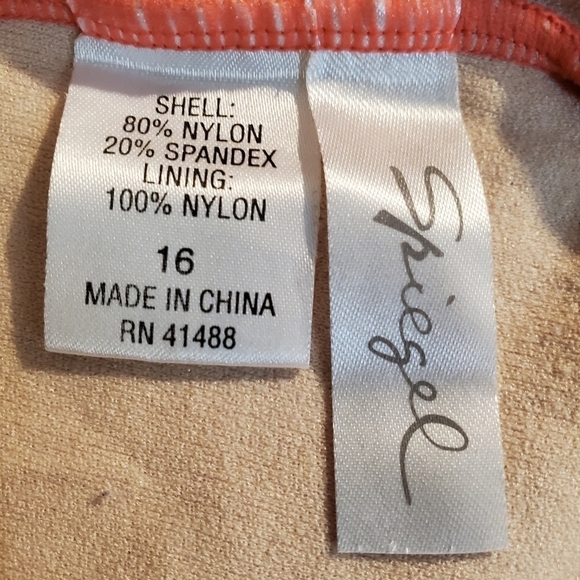 SHELL:
80% NYLON
20% SPANDEX
LINING:
100% NYLON
16
MADE IN CHINA
RN 41488
Spiegel